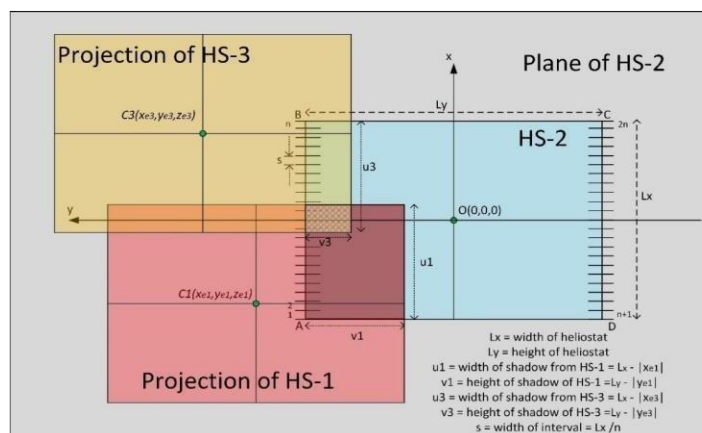 Projection of HS-3
Plane of HS-2
x
C3(xe3,ye3,ze3)
B
n
Ly
C
2n
HS-2
s
u3
Lx
y
O(0,0,0)
v3
u1
C1(xe1,ye1,ze1)
2
1
A
n+1
D
v1
Projection of HS-1
Lx = width of heliostat
Ly = height of heliostat
u1 = width of shadow from HS-1 = Lx - |xe1|
v1 = height of shadow of HS-1 =Ly - |ye1|
u3 = width of shadow from HS-3 = Lx - |xe3|
v3 = height of shadow of HS-3 =Ly - |ye3|
s = width of interval = Lx /n